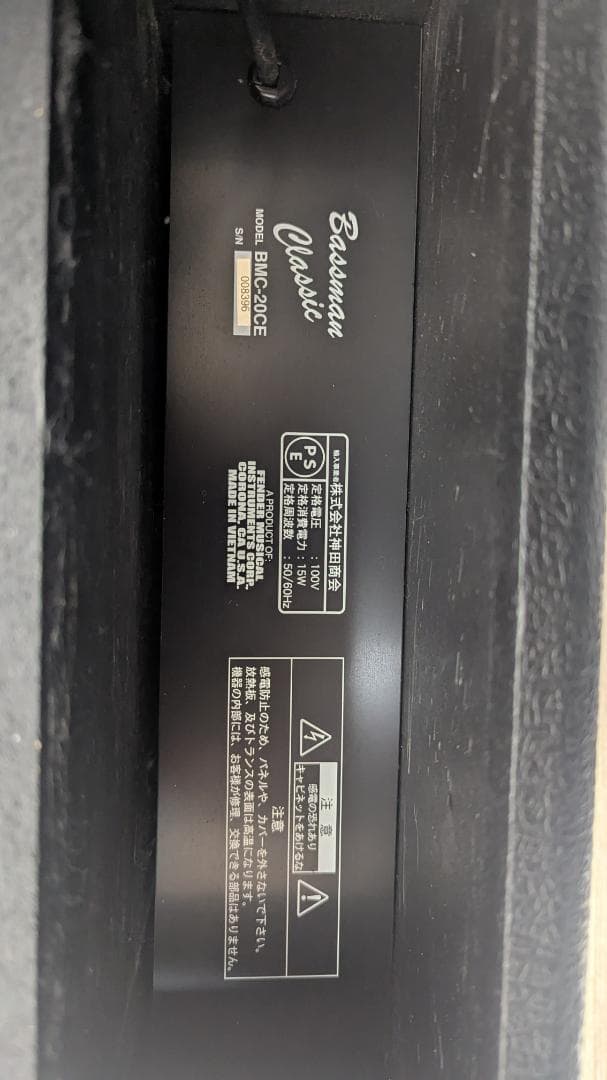 Bassman
Classic
MODEL BMC-20CE
S/N 008396
輸入事業者 株式会社神田商会
PS
E
定格電圧 : 100V
定格消費電力 : 15W
定格周波数 : 50/60Hz
A PRODUCT OF:
FENDER MUSICAL
INSTRUMENTS CORP.
CORONA, CA U.S.A.
MADE IN VIETNAM
注 意
感電の恐れあり
キャビネットをあけるな
注意
感電防止のため、パネルや、カバーを外さないで下さい。
放熱板、及びトランスの表面は高温になります。
機器の内部には、お客様が修理、交換できる部品はありません。